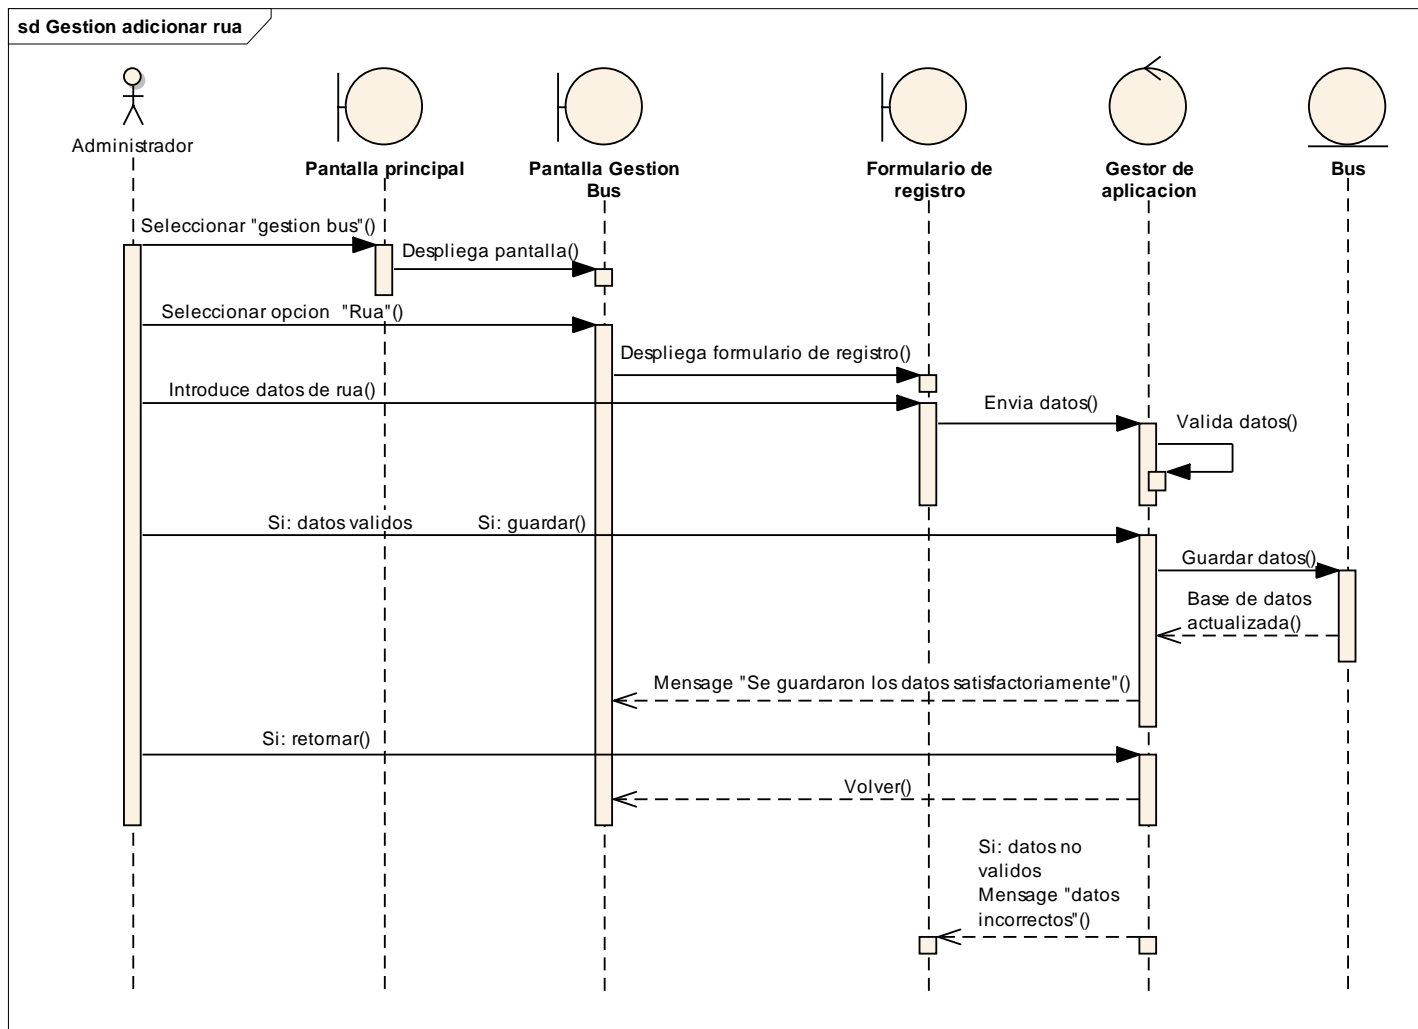 sd Gestion adicionar rua
Administrador
Pantalla principal
Pantalla Gestion
Bus
Formulario de
registro
Gestor de
aplicacion
Bus
Seleccionar "gestion bus"()
Despliega pantalla()
Seleccionar opcion "Rua"()
Despliega formulario de registro()
Introduce datos de rua()
Envia datos()
Valida datos()
Si: datos validos
Si: guardar()
Guardar datos()
Base de datos
actualizada()
Mensage "Se guardaron los datos satisfactoriamente"()
Si: retornar()
Volver()
Si: datos no
validos
Mensage "datos
incorrectos"()